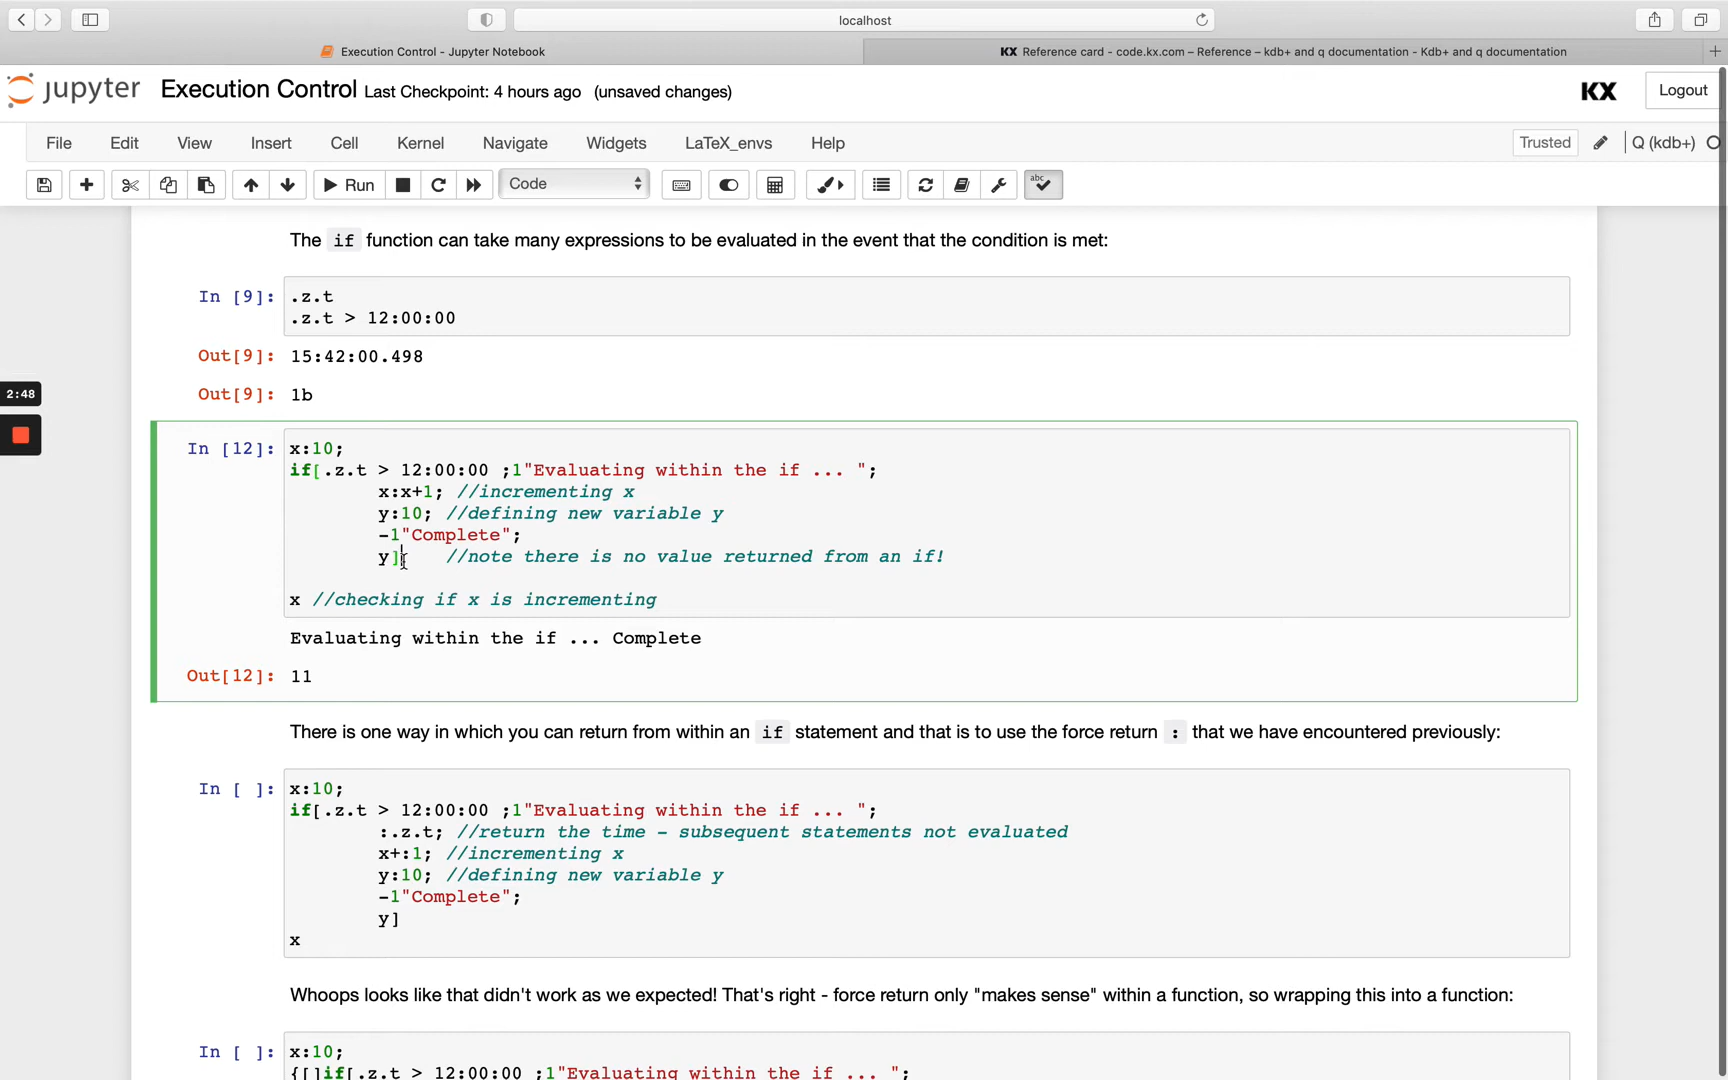 localhost
Execution Control - Jupyter Notebook
KX Reference card - code.kx.com – Reference – kdb+ and q documentation - Kdb+ and q documentation
jupyter Execution Control Last Checkpoint: 4 hours ago (unsaved changes)
KX
Logout
File Edit View Insert Cell Kernel Navigate Widgets LaTeX_envs Help
Trusted Q (kdb+)
Run Code abc
The if function can take many expressions to be evaluated in the event that the condition is met:
In [9]: .z.t
.z.t > 12:00:00
Out[9]: 15:42:00.498
Out[9]: 1b
2:48
In [12]: x:10;
if[.z.t > 12:00:00 ;1"Evaluating within the if ... ";
x:x+1; //incrementing x
y:10; //defining new variable y
-1"Complete";
y] //note there is no value returned from an if!
x //checking if x is incrementing
Evaluating within the if ... Complete
Out[12]: 11
There is one way in which you can return from within an if statement and that is to use the force return : that we have encountered previously:
In [ ]: x:10;
if[.z.t > 12:00:00 ;1"Evaluating within the if ... ";
:.z.t; //return the time - subsequent statements not evaluated
x+:1; //incrementing x
y:10; //defining new variable y
-1"Complete";
y]
x
Whoops looks like that didn't work as we expected! That's right - force return only "makes sense" within a function, so wrapping this into a function:
In [ ]: x:10;
{[]if[.z.t > 12:00:00 ;1"Evaluating within the if ... ";